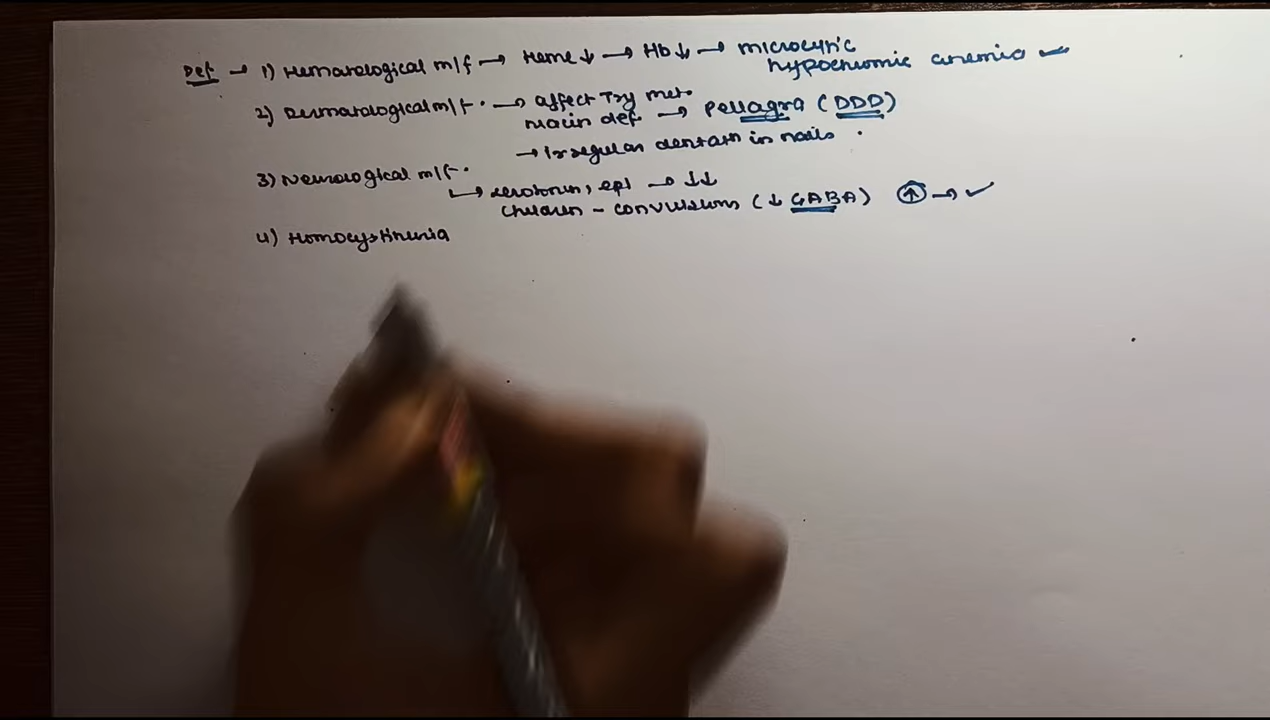 Def → 1) Hematological m/f → Heme ↓ → Hb ↓ → microcytic
hypochromic anemia ✓
2) Dermatological m/f. → affect Try met.
niacin def. → Pellagra (DDD)
→ Irregular dentath in nails .
3) Neurological m/f.
↳ serotonin, epi → ↓↓
Children - convulsions (↓ GABA) ↑ → ✓
4) Homocystinuria